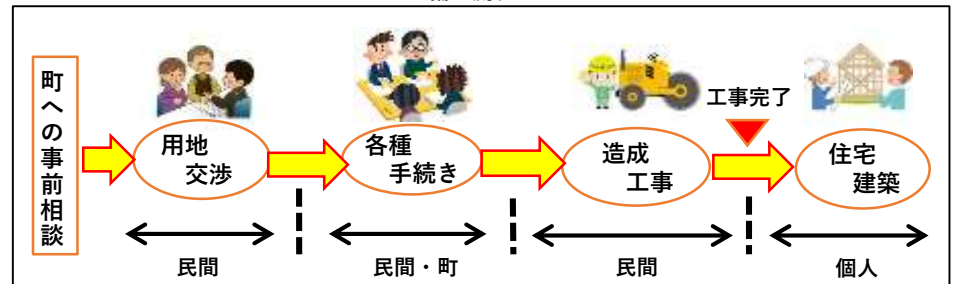 町への事前相談
用地
交渉
各種
手続き
造成
工事
工事完了
住宅
建築
民間
民間・町
民間
個人